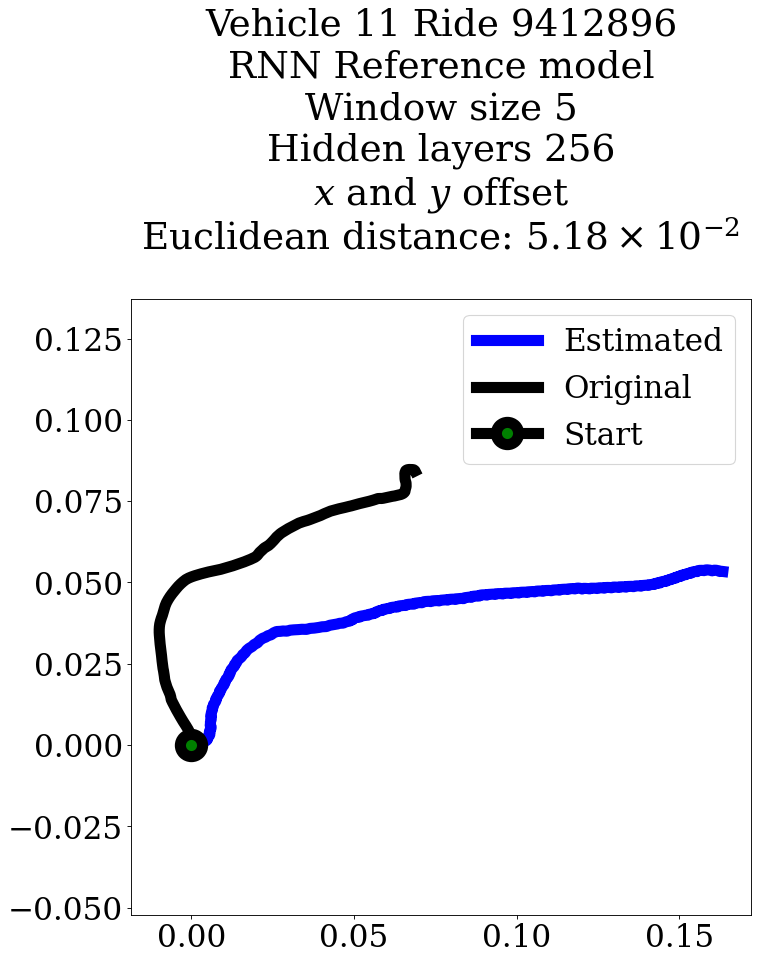 Vehicle 11 Ride 9412896
RNN Reference model
Window size 5
Hidden layers 256
x and y offset
Euclidean distance: 5.18 × 10⁻²
Estimated
Original
Start
0.125
0.100
0.075
0.050
0.025
0.000
−0.025
−0.050
0.00 0.05 0.10 0.15